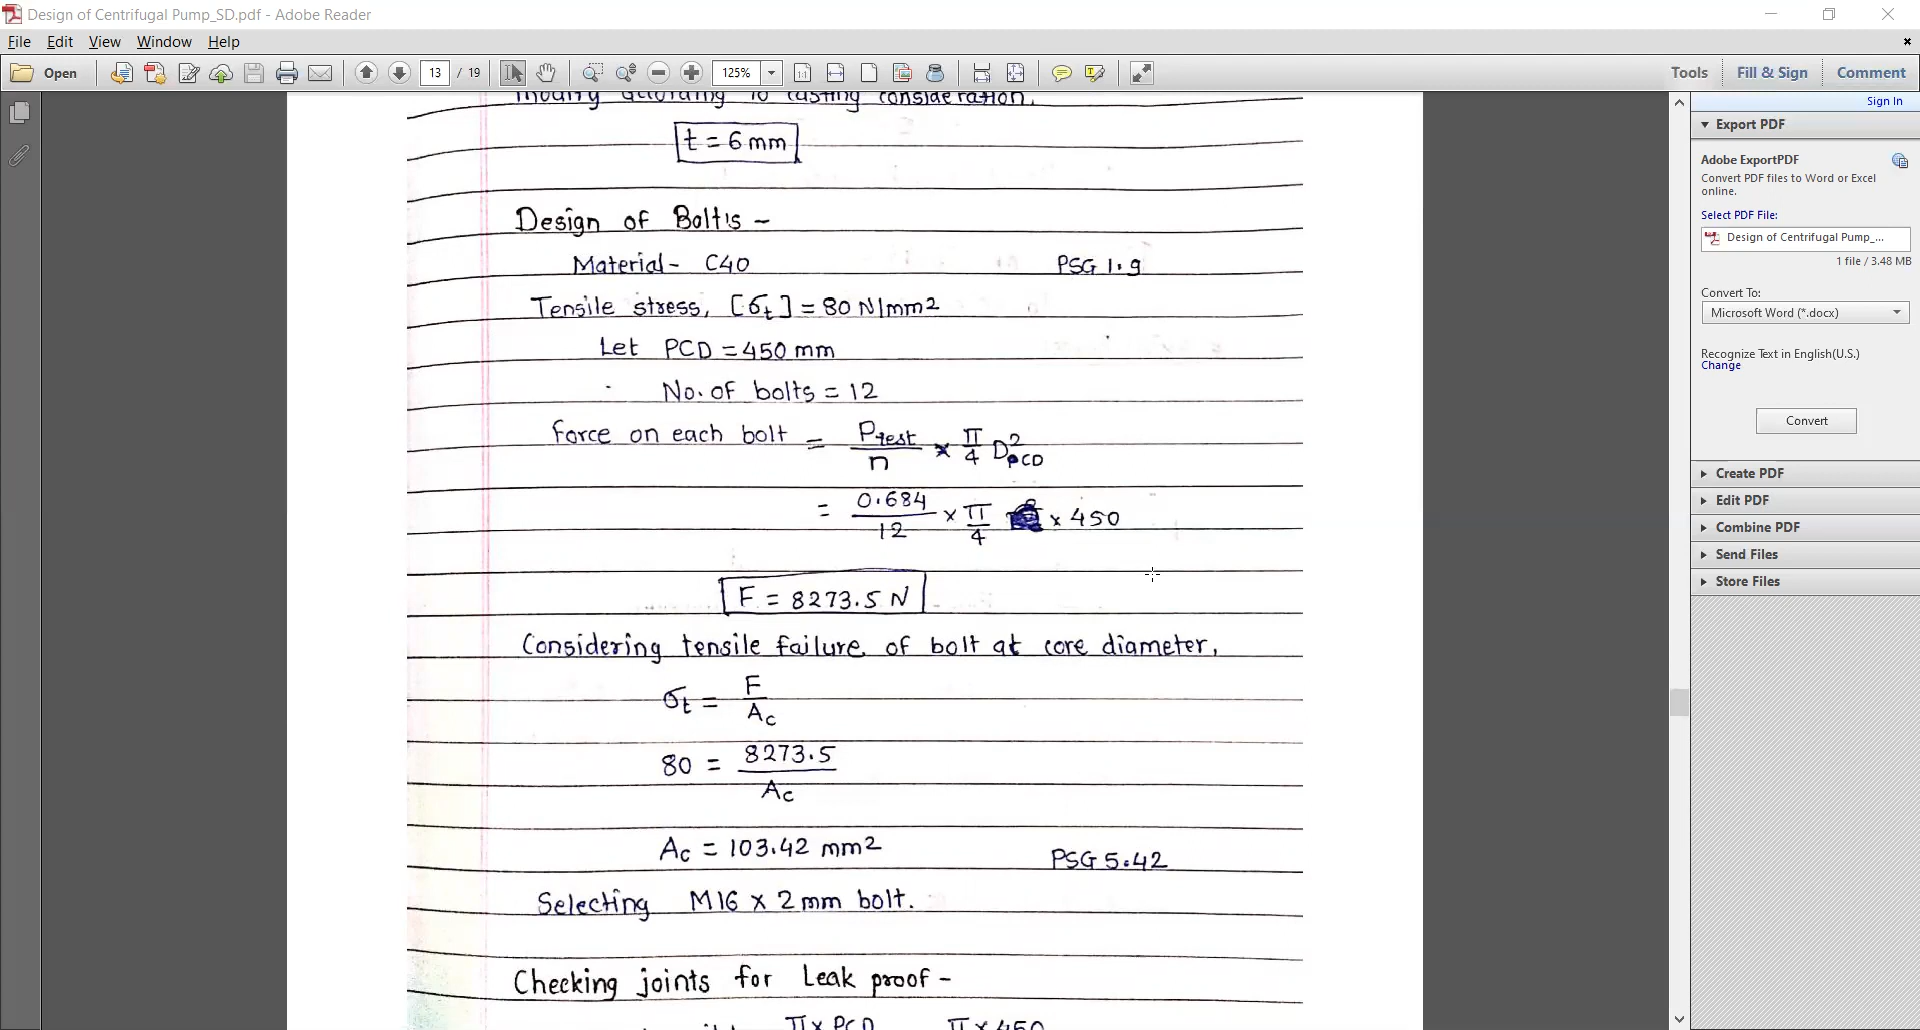 Design of Centrifugal Pump_SD.pdf - Adobe Reader
File Edit View Window Help
Open 13 / 19 125% Tools Fill & Sign Comment
Sign In
Export PDF
Adobe ExportPDF
Convert PDF files to Word or Excel
online.
Select PDF File:
Design of Centrifugal Pump_...
1 file / 3.48 MB
Convert To:
Microsoft Word (*.docx)
Recognize Text in English(U.S.)
Change
Convert
Create PDF
Edit PDF
Combine PDF
Send Files
Store Files
modify according to casting consideration.
t = 6 mm
Design of Bolts -
Material - C40 PSG 1.9
Tensile stress, [σt] = 80 N/mm2
Let PCD = 450 mm
No. of bolts = 12
Force on each bolt = Ptest/n × π/4 D²PCD
= 0.684/12 × π/4 × 450
F = 8273.5 N
Considering tensile failure of bolt at core diameter,
σt = F/Ac
80 = 8273.5/Ac
Ac = 103.42 mm2 PSG 5.42
Selecting M16 × 2 mm bolt.
Checking joints for Leak proof -
π × PCD π × 450